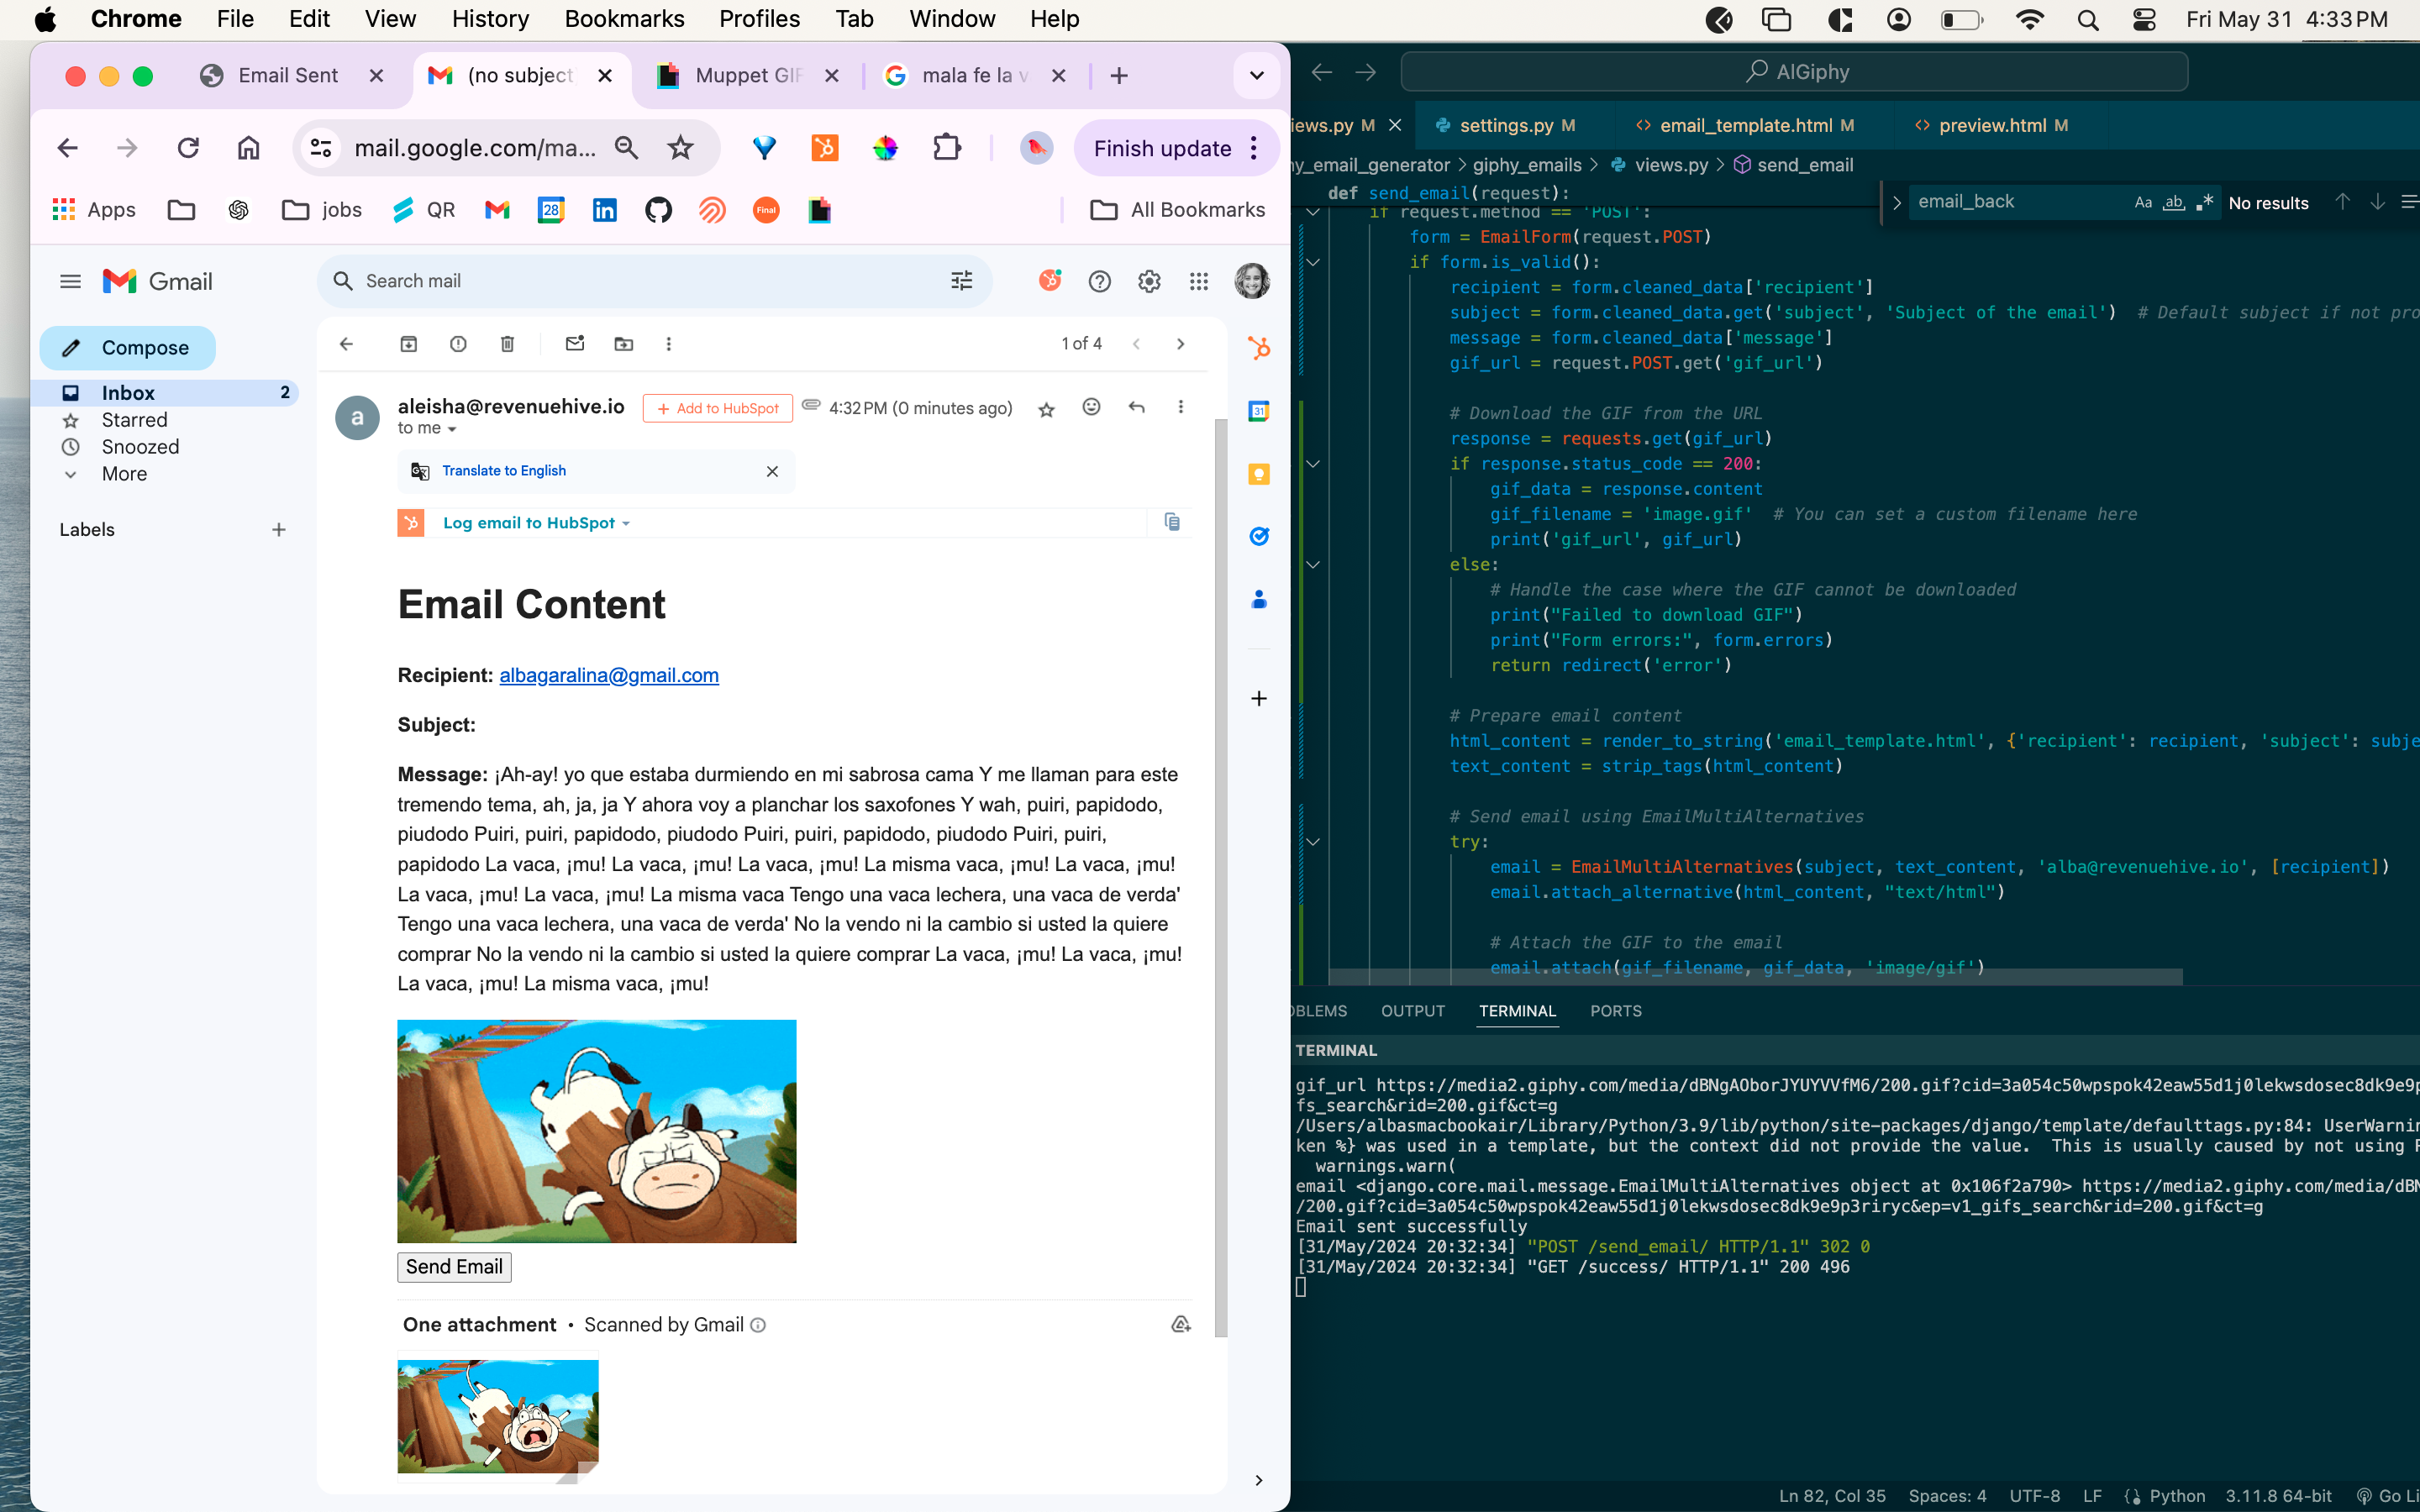 Chrome File Edit View History Bookmarks Profiles Tab Window Help Fri May 31 4:33 PM
Email Sent (no subject Muppet GIF mala fe la v
mail.google.com/ma... Finish update
Apps jobs QR 28 in Final All Bookmarks
Gmail Search mail
Compose
Inbox 2
Starred
Snoozed
More
Labels
1 of 4
a aleisha@revenuehive.io + Add to HubSpot 4:32 PM (0 minutes ago)
to me
Translate to English
Log email to HubSpot
31
Email Content
Recipient: albagaralina@gmail.com
Subject:
Message: ¡Ah-ay! yo que estaba durmiendo en mi sabrosa cama Y me llaman para este
tremendo tema, ah, ja, ja Y ahora voy a planchar los saxofones Y wah, puiri, papidodo,
piudodo Puiri, puiri, papidodo, piudodo Puiri, puiri, papidodo, piudodo Puiri, puiri,
papidodo La vaca, ¡mu! La vaca, ¡mu! La vaca, ¡mu! La misma vaca, ¡mu! La vaca, ¡mu!
La vaca, ¡mu! La vaca, ¡mu! La misma vaca Tengo una vaca lechera, una vaca de verda'
Tengo una vaca lechera, una vaca de verda' No la vendo ni la cambio si usted la quiere
comprar No la vendo ni la cambio si usted la quiere comprar La vaca, ¡mu! La vaca, ¡mu!
La vaca, ¡mu! La misma vaca, ¡mu!
Send Email
One attachment • Scanned by Gmail
AlGiphy
iews.py M settings.py M <> email_template.html M <> preview.html M
hy_email_generator > giphy_emails > views.py > send_email
email_back Aa ab .* No results
def send_email(request):
if request.method == 'POST':
form = EmailForm(request.POST)
if form.is_valid():
recipient = form.cleaned_data['recipient']
subject = form.cleaned_data.get('subject', 'Subject of the email') # Default subject if not pro
message = form.cleaned_data['message']
gif_url = request.POST.get('gif_url')
# Download the GIF from the URL
response = requests.get(gif_url)
if response.status_code == 200:
gif_data = response.content
gif_filename = 'image.gif' # You can set a custom filename here
print('gif_url', gif_url)
else:
# Handle the case where the GIF cannot be downloaded
print("Failed to download GIF")
print("Form errors:", form.errors)
return redirect('error')
# Prepare email content
html_content = render_to_string('email_template.html', {'recipient': recipient, 'subject': subje
text_content = strip_tags(html_content)
# Send email using EmailMultiAlternatives
try:
email = EmailMultiAlternatives(subject, text_content, 'alba@revenuehive.io', [recipient])
email.attach_alternative(html_content, "text/html")
# Attach the GIF to the email
email.attach(gif_filename, gif_data, 'image/gif')
OBLEMS OUTPUT TERMINAL PORTS
TERMINAL
gif_url https://media2.giphy.com/media/dBNgAOborJYUYVVfM6/200.gif?cid=3a054c50wpspok42eaw55d1j0lekwsdosec8dk9e9p
fs_search&rid=200.gif&ct=g
/Users/albasmacbookair/Library/Python/3.9/lib/python/site-packages/django/template/defaulttags.py:84: UserWarnin
ken %} was used in a template, but the context did not provide the value. This is usually caused by not using R
warnings.warn(
email <django.core.mail.message.EmailMultiAlternatives object at 0x106f2a790> https://media2.giphy.com/media/dBN
/200.gif?cid=3a054c50wpspok42eaw55d1j0lekwsdosec8dk9e9p3riryc&ep=v1_gifs_search&rid=200.gif&ct=g
Email sent successfully
[31/May/2024 20:32:34] "POST /send_email/ HTTP/1.1" 302 0
[31/May/2024 20:32:34] "GET /success/ HTTP/1.1" 200 496
Ln 82, Col 35 Spaces: 4 UTF-8 LF Python 3.11.8 64-bit Go Li